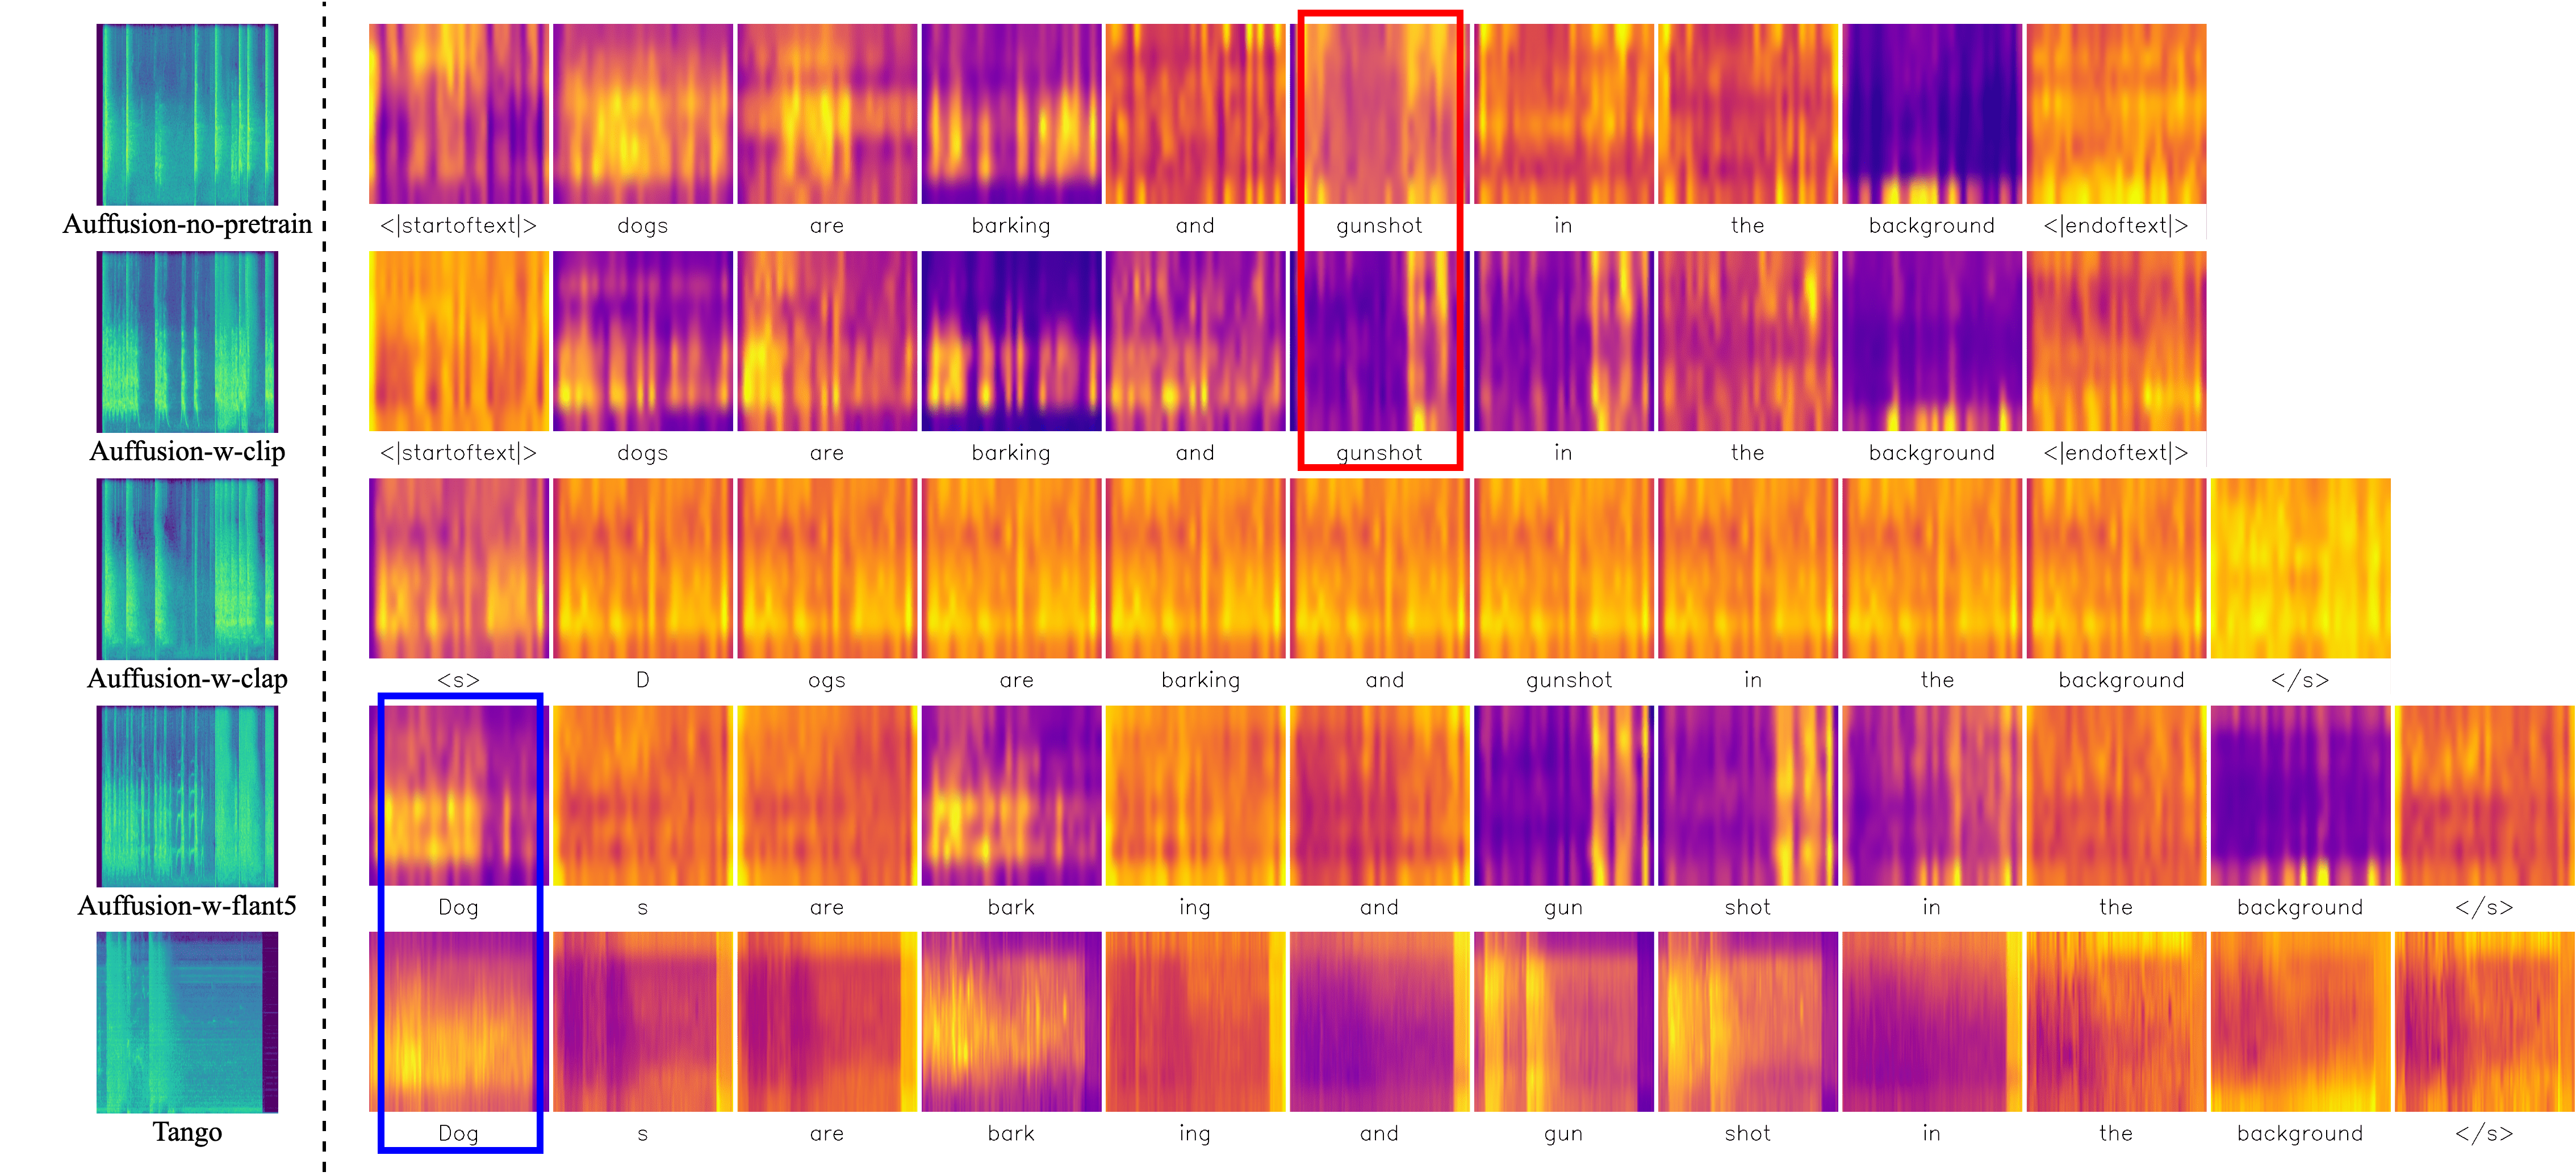 Auffusion-no-pretrain <|startoftext|> dogs are barking and gunshot in the background <|endoftext|>
Auffusion-w-clip <|startoftext|> dogs are barking and gunshot in the background <|endoftext|>
Auffusion-w-clap <s> D ogs are barking and gunshot in the background </s>
Auffusion-w-flant5 Dog s are bark ing and gun shot in the background </s>
Tango Dog s are bark ing and gun shot in the background </s>